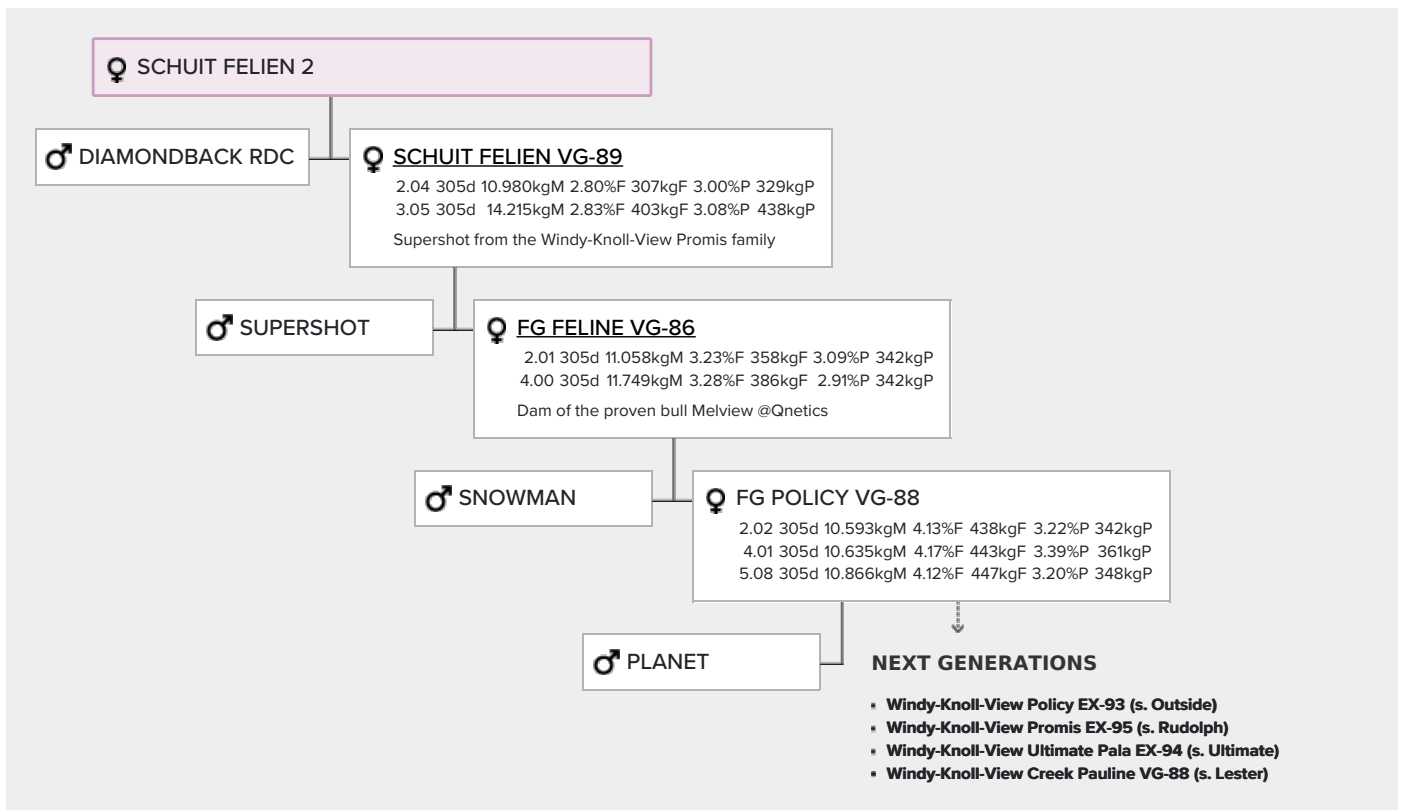 SCHUIT FELIEN 2
DIAMONDBACK RDC
SCHUIT FELIEN VG-89
2.04 305d 10.980kgM 2.80%F 307kgF 3.00%P 329kgP
3.05 305d 14.215kgM 2.83%F 403kgF 3.08%P 438kgP
Supershot from the Windy-Knoll-View Promis family
SUPERSHOT
FG FELINE VG-86
2.01 305d 11.058kgM 3.23%F 358kgF 3.09%P 342kgP
4.00 305d 11.749kgM 3.28%F 386kgF 2.91%P 342kgP
Dam of the proven bull Melview @Qnetics
SNOWMAN
FG POLICY VG-88
2.02 305d 10.593kgM 4.13%F 438kgF 3.22%P 342kgP
4.01 305d 10.635kgM 4.17%F 443kgF 3.39%P 361kgP
5.08 305d 10.866kgM 4.12%F 447kgF 3.20%P 348kgP
PLANET
NEXT GENERATIONS
Windy-Knoll-View Policy EX-93 (s. Outside)
Windy-Knoll-View Promis EX-95 (s. Rudolph)
Windy-Knoll-View Ultimate Pala EX-94 (s. Ultimate)
Windy-Knoll-View Creek Pauline VG-88 (s. Lester)